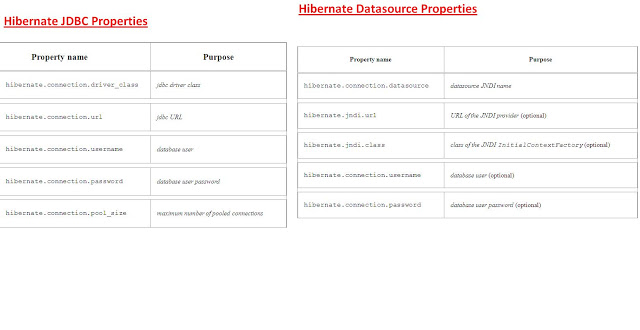 Hibernate JDBC Properties
Property name Purpose
hibernate.connection.driver_class jdbc driver class
hibernate.connection.url jdbc URL
hibernate.connection.username database user
hibernate.connection.password database user password
hibernate.connection.pool_size maximum number of pooled connections
Hibernate Datasource Properties
Property name Purpose
hibernate.connection.datasource datasource JNDI name
hibernate.jndi.url URL of the JNDI provider (optional)
hibernate.jndi.class class of the JNDI InitialContextFactory (optional)
hibernate.connection.username database user (optional)
hibernate.connection.password database user password (optional)